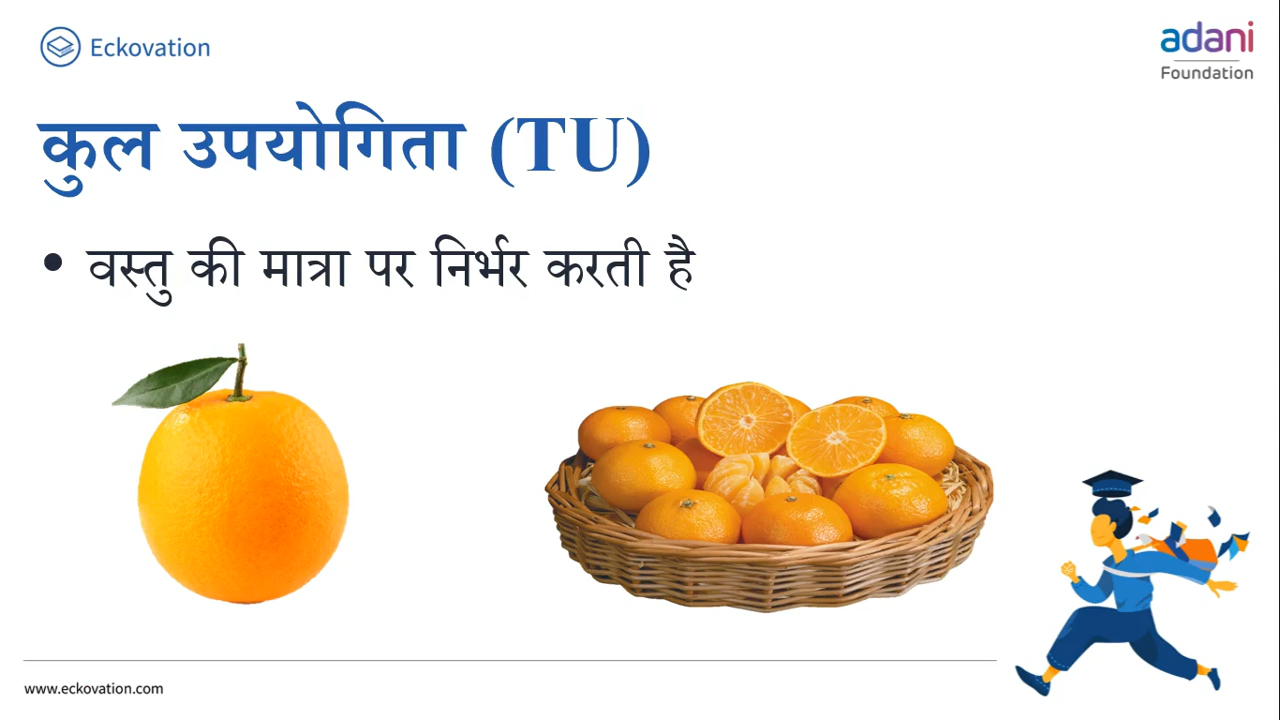 Eckovation
adani
Foundation
कुल उपयोगिता (TU)
• वस्तु की मात्रा पर निर्भर करती है
www.eckovation.com